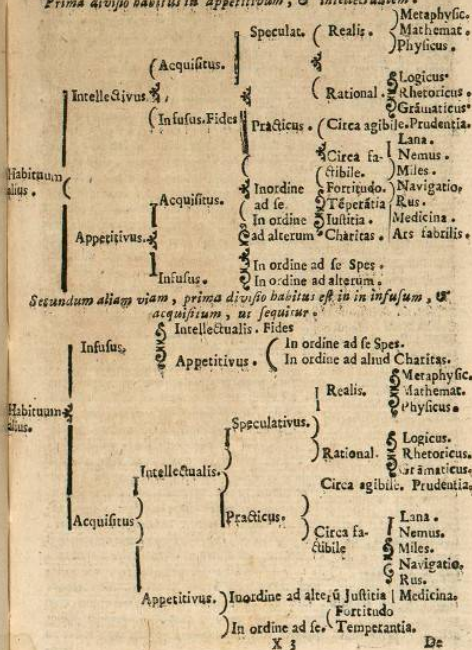 Prima divisio habitus in appetitivum, & intellectualem.
Metaphysic.
Speculat. Realis. Mathemat.
Physicus.
Acquisitus.
Logicus.
Intellectivus. Rational. Rhetoricus.
Gramaticus.
Infusus. Fides Practicus. Circa agibile. Prudentia.
Lana.
Circa fa- Nemus.
ctibile. Miles.
Habituum Inordine Fortitudo. Navigatio.
alius. Acquisitus. ad se. Tēperātia Rus.
In ordine Iustitia. Medicina.
Appetitivus. ad alterum Charitas. Ars fabrilis.
In ordine ad se Spes.
Infusus. In ordine ad alterum.
Secundum aliam viam, prima divisio habitus est in in infusum, &
acquisitum, ut sequitur.
Intellectualis. Fides
Infusus. In ordine ad se Spes.
Appetitivus. In ordine ad aliud Charitas.
Metaphysic.
Realis. Mathemat.
Physicus.
Habituum
alius. Speculativus.
Logicus.
Rational. Rhetoricus.
Gramaticus.
Intellectualis. Circa agibile. Prudentia.
Lana.
Acquisitus Practicus. Circa fa- Nemus.
ctibile Miles.
Navigatio.
Rus.
Appetitivus. Inordine ad alterū Justitia Medicina.
Fortitudo
In ordine ad se. Temperantia.
X 3 De